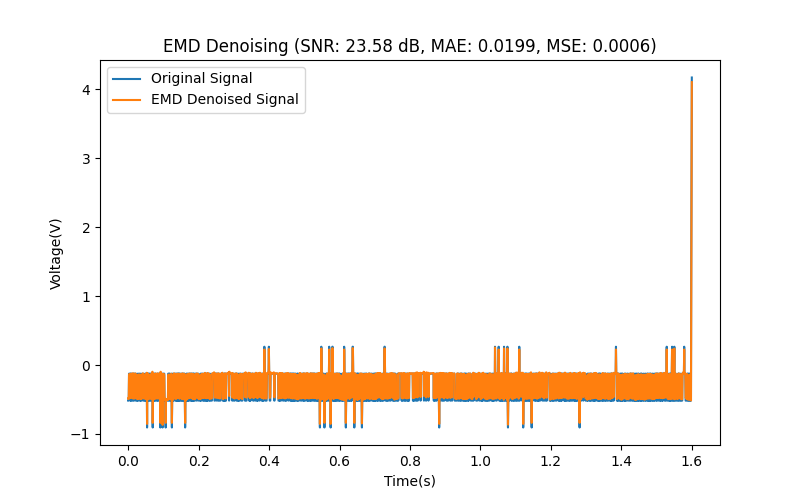 EMD Denoising (SNR: 23.58 dB, MAE: 0.0199, MSE: 0.0006)
Original Signal
EMD Denoised Signal
Voltage(V)
4
3
2
1
0
−1
0.0 0.2 0.4 0.6 0.8 1.0 1.2 1.4 1.6
Time(s)